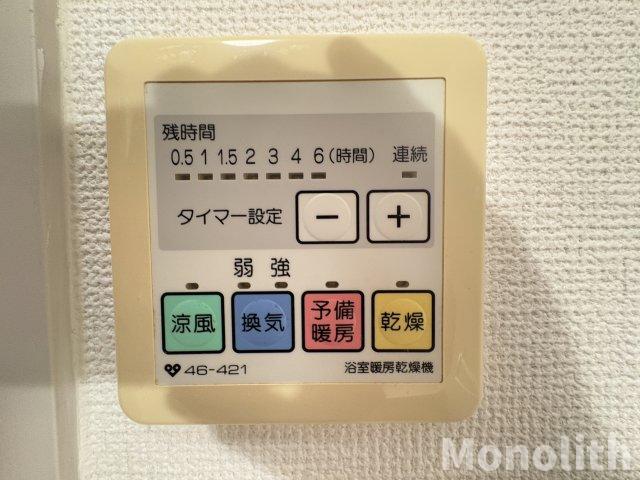 残時間
0.5 1 1.5 2 3 4 6 (時間) 連続
タイマー設定 － ＋
弱 強
涼風 換気 予備暖房 乾燥
46-421 浴室暖房乾燥機
Monolith